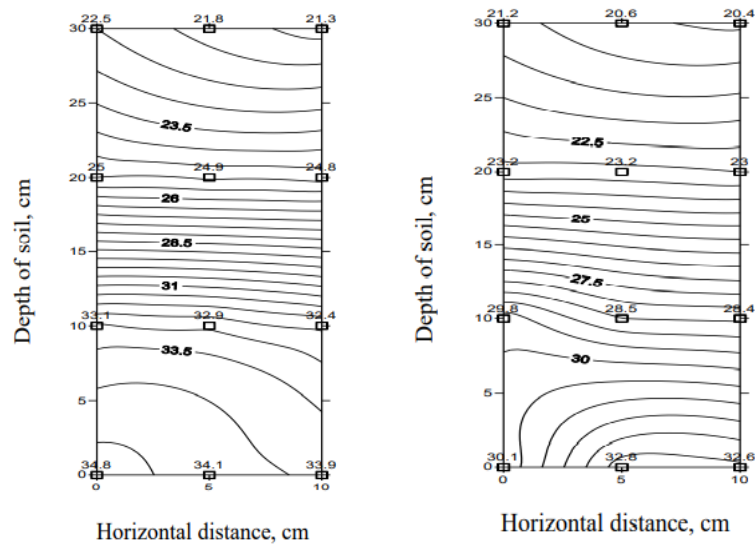 22.5 21.8 21.3
30
25
23.5
25 24.9 24.8
20
26
15
28.5
31
33.1 32.9 32.4
10
33.5
5
34.8 34.1 33.9
0
0 5 10
Depth of soil, cm
Horizontal distance, cm
21.2 20.6 20.4
30
25
22.5
23.2 23.2 23
20
25
15
27.5
29.8 28.5 28.4
10
30
5
30.1 32.8 32.6
0
0 5 10
Depth of soil, cm
Horizontal distance, cm